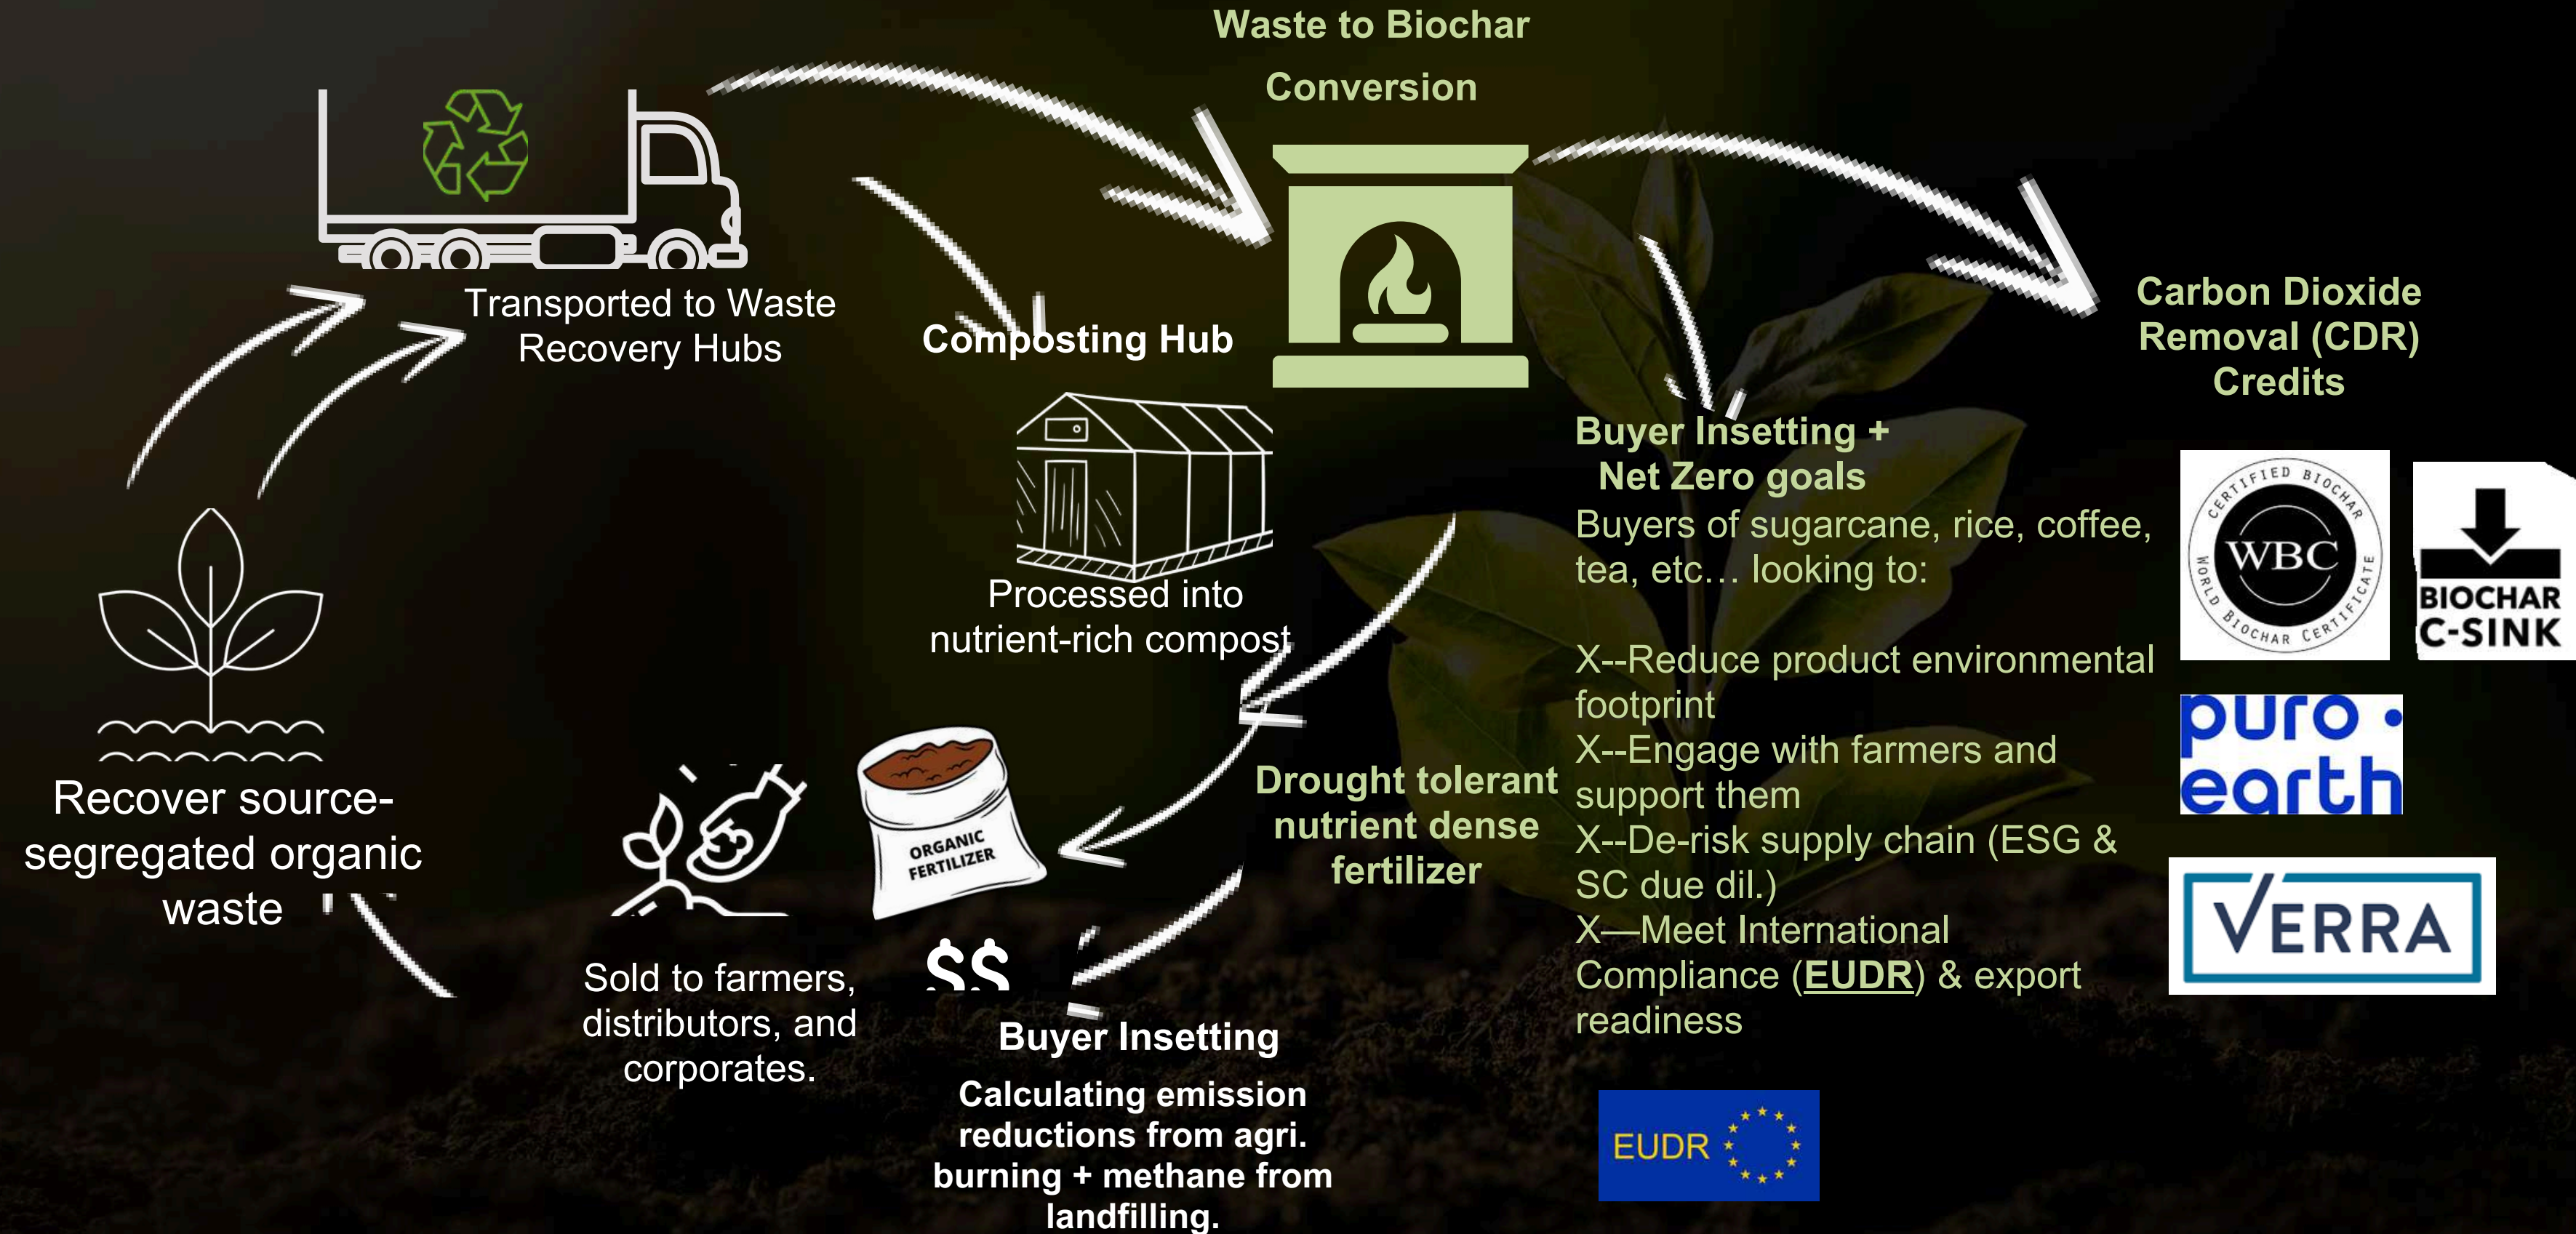 Waste to Biochar
Conversion
Transported to Waste
Recovery Hubs
Composting Hub
Processed into
nutrient-rich compost
Recover source-
segregated organic
waste
ORGANIC
FERTILIZER
Sold to farmers,
distributors, and
corporates.
$$
Buyer Insetting
Calculating emission
reductions from agri.
burning + methane from
landfilling.
Drought tolerant
nutrient dense
fertilizer
Buyer Insetting +
Net Zero goals
Buyers of sugarcane, rice, coffee,
tea, etc… looking to:
X--Reduce product environmental
footprint
X--Engage with farmers and
support them
X--De-risk supply chain (ESG &
SC due dil.)
X—Meet International
Compliance (EUDR) & export
readiness
EUDR
Carbon Dioxide
Removal (CDR)
Credits
CERTIFIED BIOCHAR
WBC
WORLD BIOCHAR CERTIFICATE
BIOCHAR
C-SINK
puro·
earth
VERRA